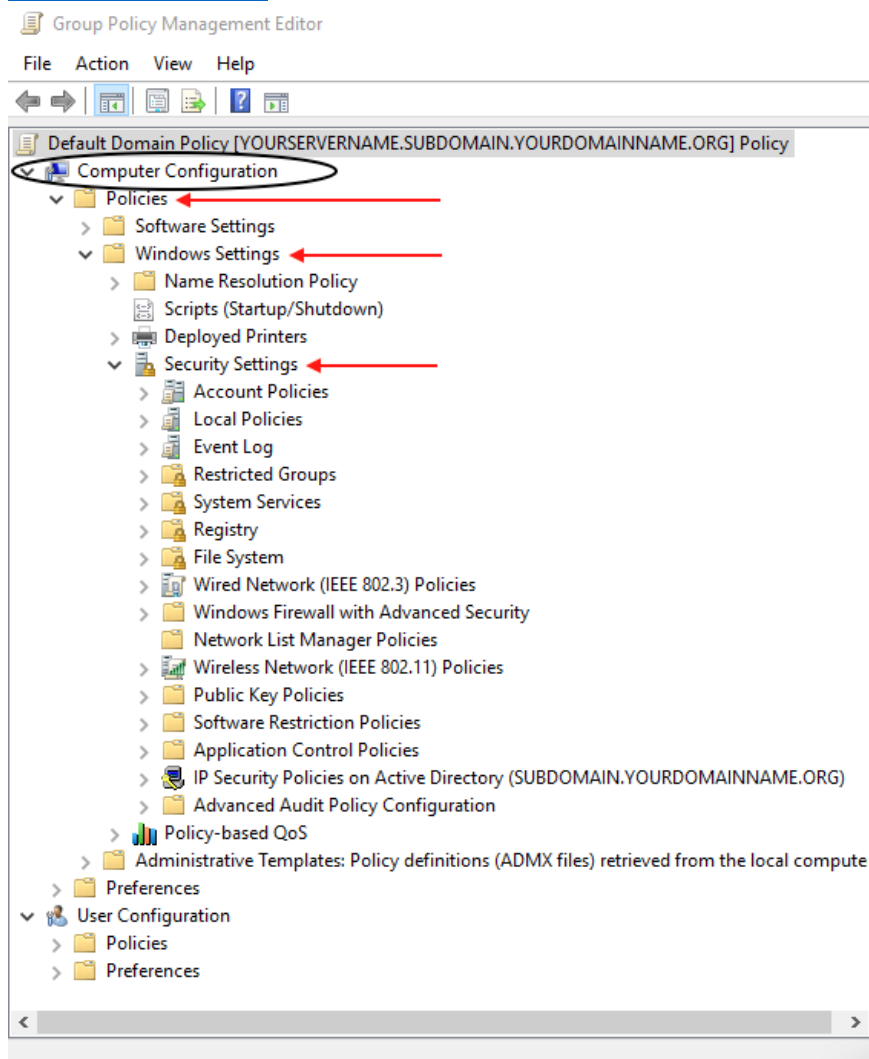 Group Policy Management Editor
File Action View Help
Default Domain Policy [YOURSERVERNAME.SUBDOMAIN.YOURDOMAINNAME.ORG] Policy
Computer Configuration
Policies
Software Settings
Windows Settings
Name Resolution Policy
Scripts (Startup/Shutdown)
Deployed Printers
Security Settings
Account Policies
Local Policies
Event Log
Restricted Groups
System Services
Registry
File System
Wired Network (IEEE 802.3) Policies
Windows Firewall with Advanced Security
Network List Manager Policies
Wireless Network (IEEE 802.11) Policies
Public Key Policies
Software Restriction Policies
Application Control Policies
IP Security Policies on Active Directory (SUBDOMAIN.YOURDOMAINNAME.ORG)
Advanced Audit Policy Configuration
Policy-based QoS
Administrative Templates: Policy definitions (ADMX files) retrieved from the local compute
Preferences
User Configuration
Policies
Preferences